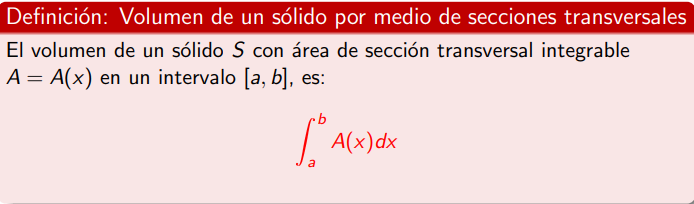 Definición: Volumen de un sólido por medio de secciones transversales
El volumen de un sólido S con área de sección transversal integrable
A = A(x) en un intervalo [a, b], es:
∫_a^b A(x)dx